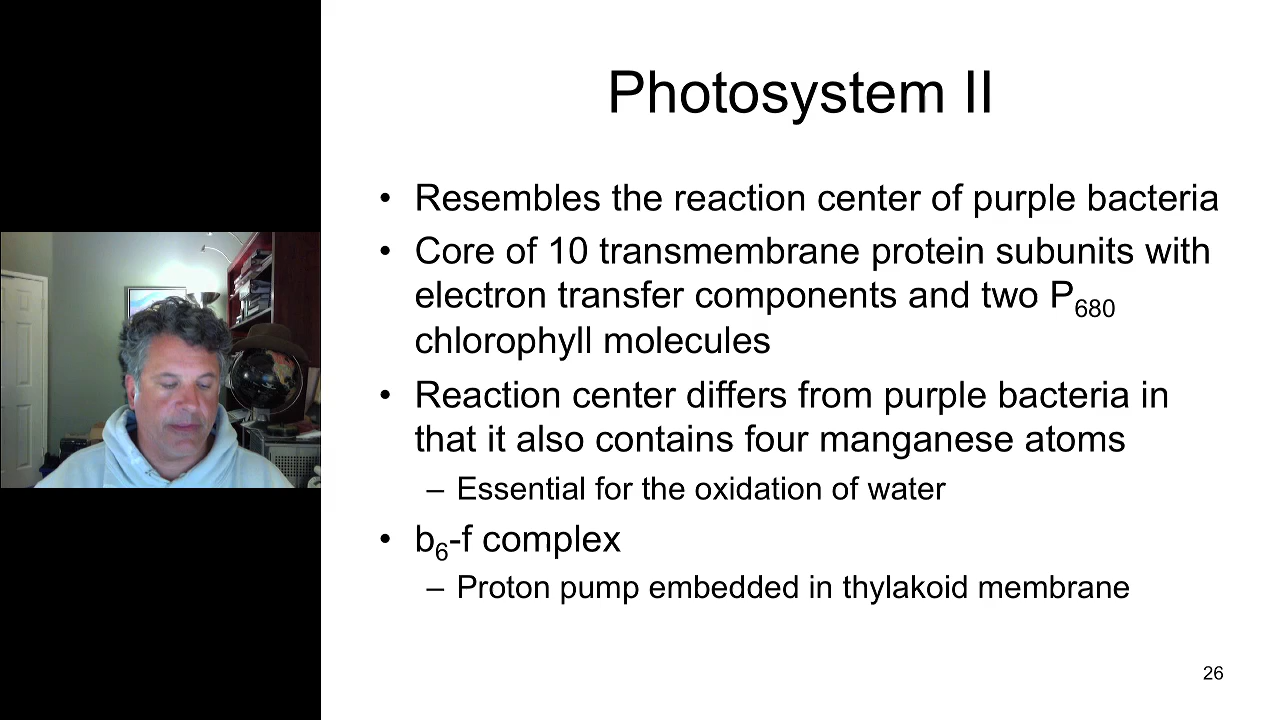 Photosystem II
• Resembles the reaction center of purple bacteria
• Core of 10 transmembrane protein subunits with
electron transfer components and two P₆₈₀
chlorophyll molecules
• Reaction center differs from purple bacteria in
that it also contains four manganese atoms
– Essential for the oxidation of water
• b₆-f complex
– Proton pump embedded in thylakoid membrane
26